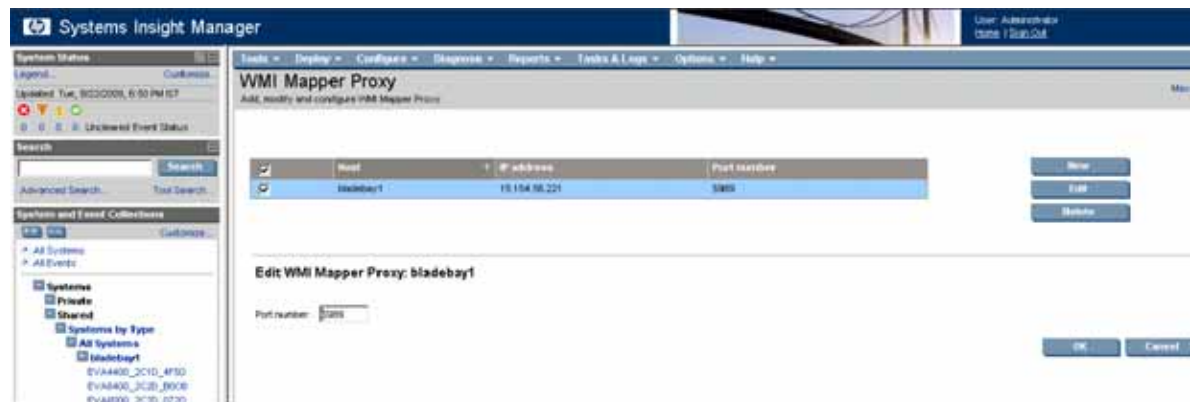 Systems Insight Manager
User: Administrator
Home | Sign Out
System Status
Legend...
Customize...
Updated: Tue, 9/22/2009, 6:50 PM IST
0 0 0 0 Uncleared Event Status
Search
Search
Advanced Search...
Tool Search...
System and Event Collections
Customize...
All Systems
All Events
Systems
Private
Shared
Systems by Type
All Systems
bladebay1
Tools
Deploy
Configure
Diagnose
Reports
Tasks & Logs
Options
Help
WMI Mapper Proxy
Add, modify and configure WMI Mapper Proxy
Host
IP address
Port number
bladebay1
5989
New
Edit
Delete
Edit WMI Mapper Proxy: bladebay1
Port number:
5989
OK
Cancel